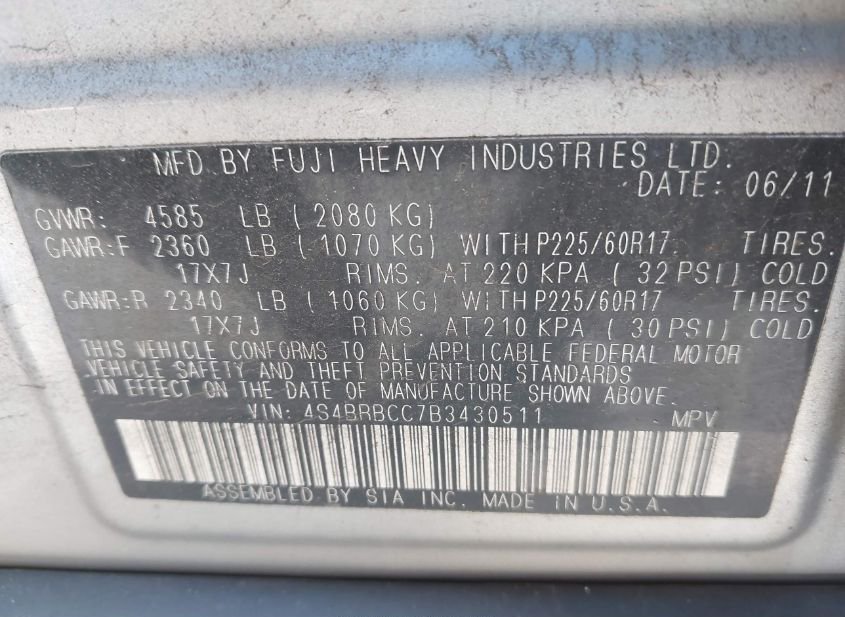 MFD BY FUJI HEAVY INDUSTRIES LTD.
DATE: 06/11
GVWR: 4585 LB ( 2080 KG)
GAWR:F 2360 LB ( 1070 KG) WITH P225/60R17 TIRES.
17X7J RIMS. AT 220 KPA ( 32 PSI) COLD
GAWR:R 2340 LB ( 1060 KG) WITH P225/60R17 TIRES.
17X7J RIMS. AT 210 KPA ( 30 PSI) COLD
THIS VEHICLE CONFORMS TO ALL APPLICABLE FEDERAL MOTOR
VEHICLE SAFETY AND THEFT PREVENTION STANDARDS
IN EFFECT ON THE DATE OF MANUFACTURE SHOWN ABOVE.
VIN: 4S4BRBCC7B3430511 MPV
ASSEMBLED BY SIA INC. MADE IN U.S.A.